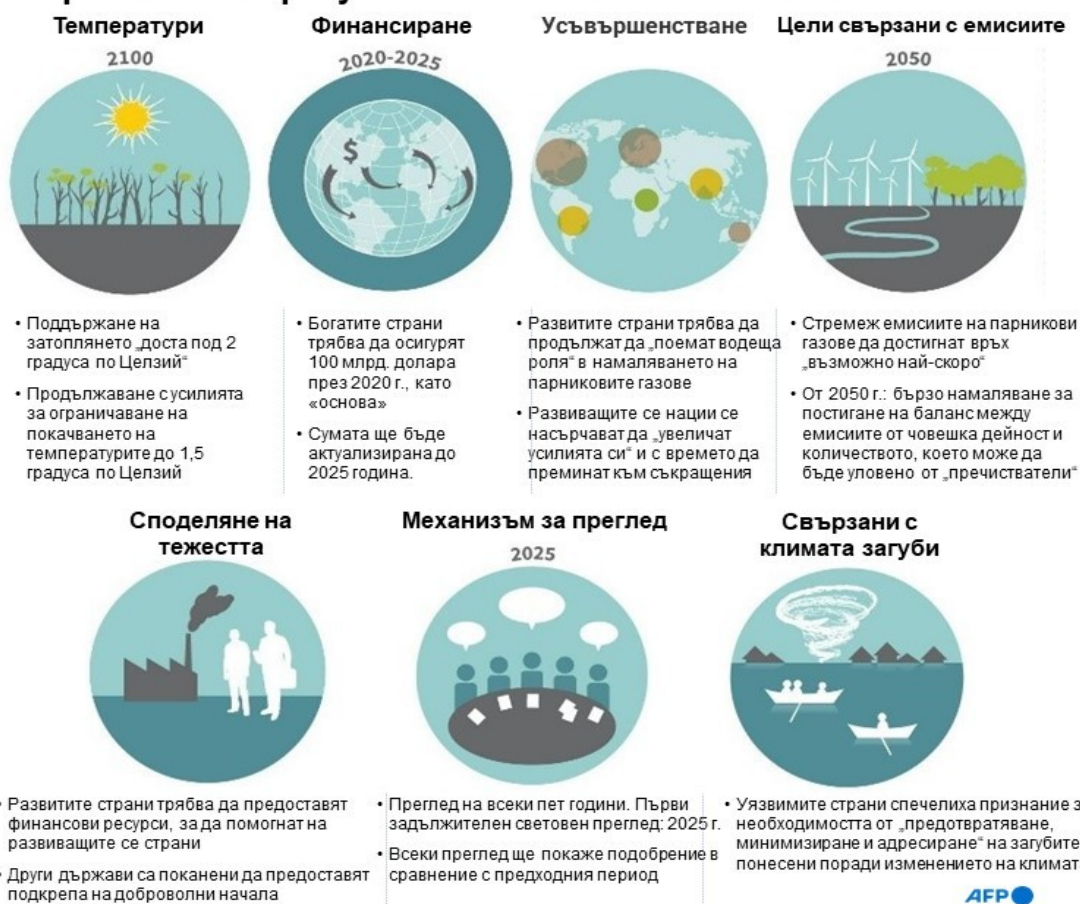 Температури
2100
• Поддържане на
затоплянето „доста под 2
градуса по Целзий“
• Продължаване с усилията
за ограничаване на
покачването на
температурите до 1,5
градуса по Целзий
Финансиране
2020-2025
$
• Богатите страни
трябва да осигурят
100 млрд. долара
през 2020 г., като
«основа»
• Сумата ще бъде
актуализирана до
2025 година.
Усъвършенстване
• Развитите страни трябва да
продължат да „поемат водеща
роля“ в намаляването на
парниковите газове
• Развиващите се нации се
насърчават да „увеличат
усилията си“ и с времето да
преминат към съкращения
Цели свързани с емисиите
2050
• Стремеж емисиите на парникови
газове да достигнат връх
„възможно най-скоро“
• От 2050 г.: бързо намаляване за
постигане на баланс между
емисиите от човешка дейност и
количеството, което може да
бъде уловено от „пречистватели“
Споделяне на
тежестта
• Развитите страни трябва да предоставят
финансови ресурси, за да помогнат на
развиващите се страни
• Други държави са поканени да предоставят
подкрепа на доброволни начала
Механизъм за преглед
2025
• Преглед на всеки пет години. Първи
задължителен световен преглед: 2025 г.
• Всеки преглед ще покаже подобрение в
сравнение с предходния период
Свързани с
климата загуби
• Уязвимите страни спечелиха признание
необходимостта от „предотвратяване,
минимизиране и адресиране“ на загубите
понесени поради изменението на
AFP